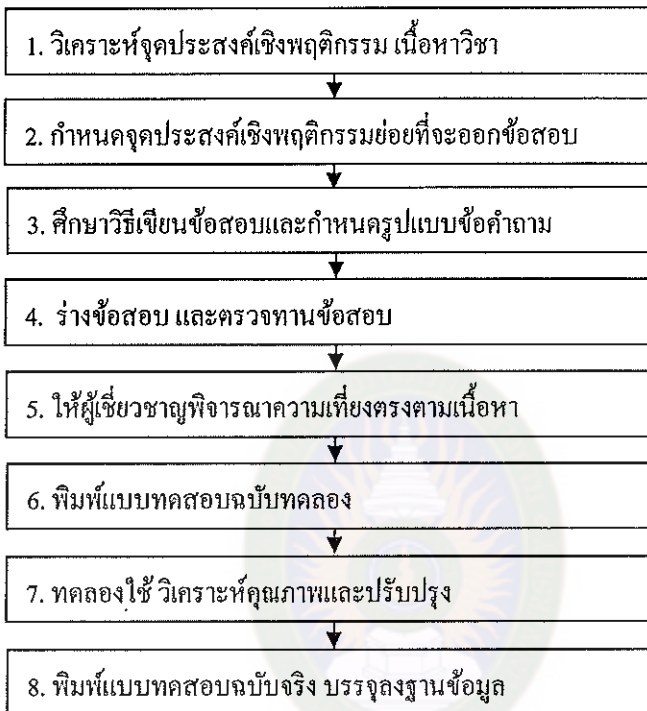 1. วิเคราะห์จุดประสงค์เชิงพฤติกรรม เนื้อหาวิชา
2. กำหนดจุดประสงค์เชิงพฤติกรรมย่อยที่จะออกข้อสอบ
3. ศึกษาวิธีเขียนข้อสอบและกำหนดรูปแบบข้อคำถาม
4. ร่างข้อสอบ และตรวจทานข้อสอบ
5. ให้ผู้เชี่ยวชาญพิจารณาความเที่ยงตรงตามเนื้อหา
6. พิมพ์แบบทดสอบฉบับทดลอง
7. ทดลองใช้ วิเคราะห์คุณภาพและปรับปรุง
8. พิมพ์แบบทดสอบฉบับจริง บรรจุลงฐานข้อมูล